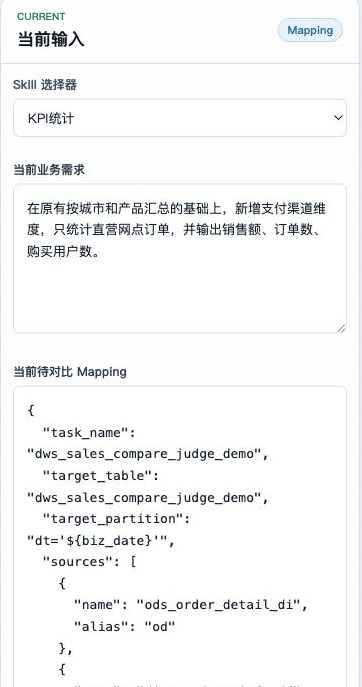 CURRENT
当前输入
Mapping
Skill 选择器
KPI统计
当前业务需求
在原有按城市和产品汇总的基础上，新增支付渠道维
度，只统计直营网点订单，并输出销售额、订单数、
购买用户数。
当前待对比 Mapping
{
  "task_name":
"dws_sales_compare_judge_demo",
  "target_table":
"dws_sales_compare_judge_demo",
  "target_partition":
"dt='${biz_date}'",
  "sources": [
    {
      "name": "ods_order_detail_di",
      "alias": "od"
    },
    {